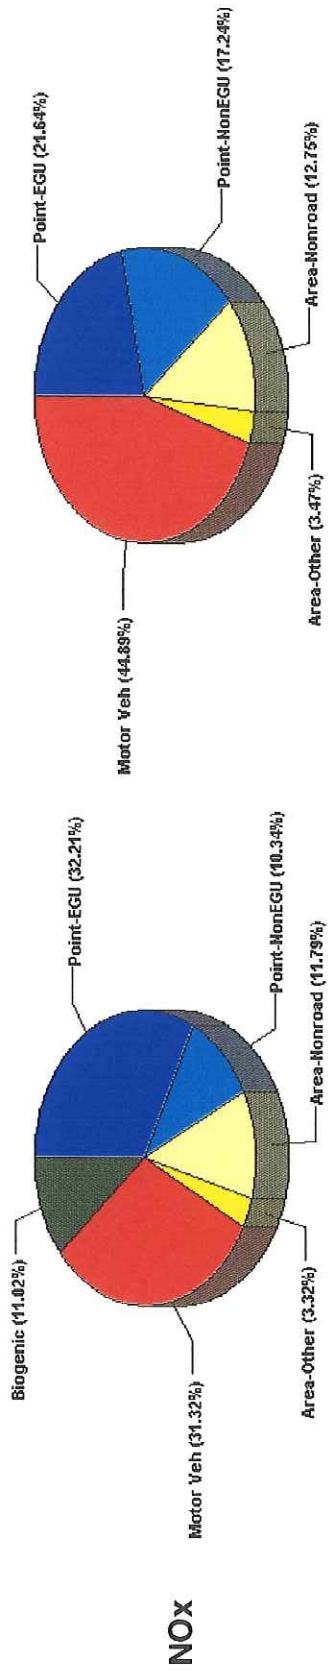 NOx
Biogenic (11.02%)
Point-EGU (32.21%)
Motor Veh (31.32%)
Point-NonEGU (10.34%)
Area-Other (3.32%)
Area-Nonroad (11.79%)
Motor Veh (44.89%)
Point-EGU (21.64%)
Point-NonEGU (17.24%)
Area-Other (3.47%)
Area-Nonroad (12.75%)